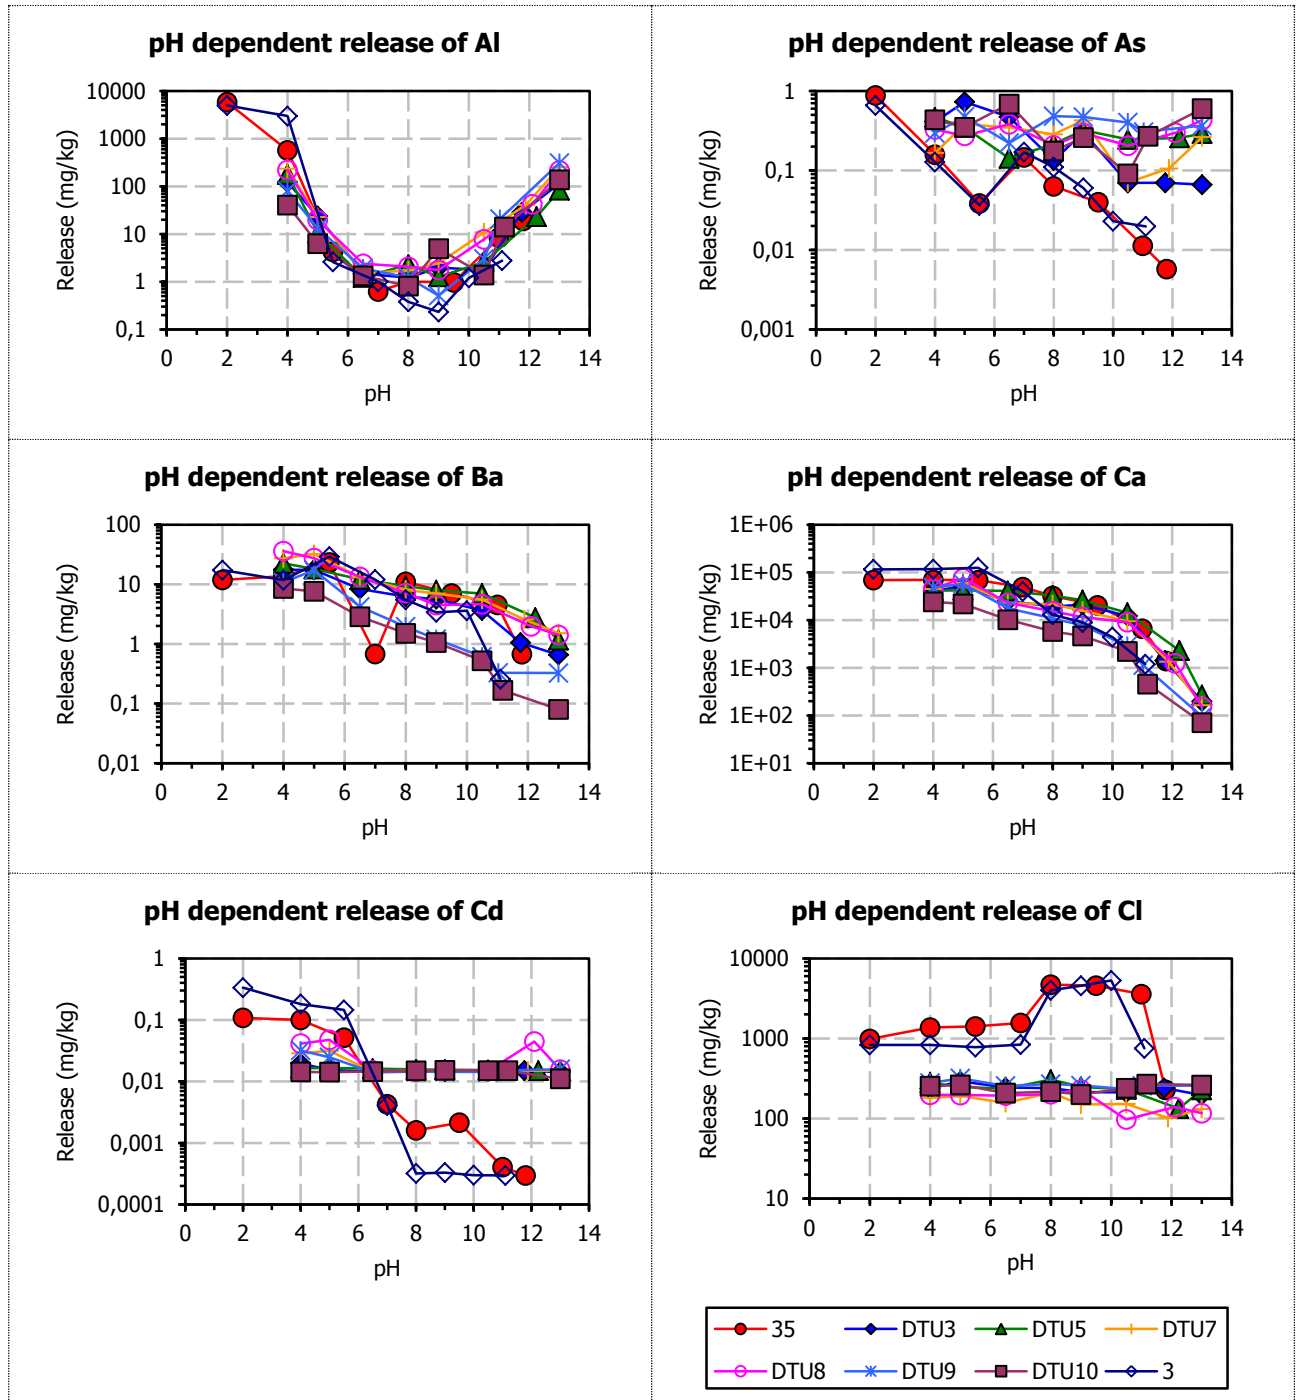 pH dependent release of Al
10000
1000
100
10
1
0,1
0 2 4 6 8 10 12 14
Release (mg/kg)
pH
pH dependent release of As
1
0,1
0,01
0,001
0 2 4 6 8 10 12 14
Release (mg/kg)
pH
pH dependent release of Ba
100
10
1
0,1
0,01
0 2 4 6 8 10 12 14
Release (mg/kg)
pH
pH dependent release of Ca
1E+06
1E+05
1E+04
1E+03
1E+02
1E+01
0 2 4 6 8 10 12 14
Release (mg/kg)
pH
pH dependent release of Cd
1
0,1
0,01
0,001
0,0001
0 2 4 6 8 10 12 14
Release (mg/kg)
pH
pH dependent release of Cl
10000
1000
100
10
0 2 4 6 8 10 12 14
Release (mg/kg)
pH
35 DTU3 DTU5 DTU7
DTU8 DTU9 DTU10 3